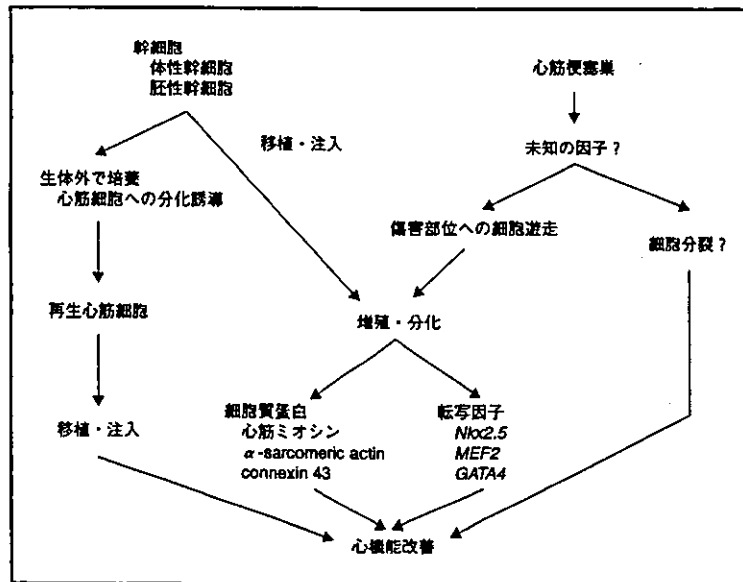 幹細胞
体性幹細胞
胚性幹細胞
心筋梗塞巣
移植・注入
未知の因子？
生体外で培養
心筋細胞への分化誘導
傷害部位への細胞遊走
細胞分裂？
再生心筋細胞
増殖・分化
細胞質蛋白
心筋ミオシン
α-sarcomeric actin
connexin 43
転写因子
Nkx2.5
MEF2
GATA4
移植・注入
心機能改善